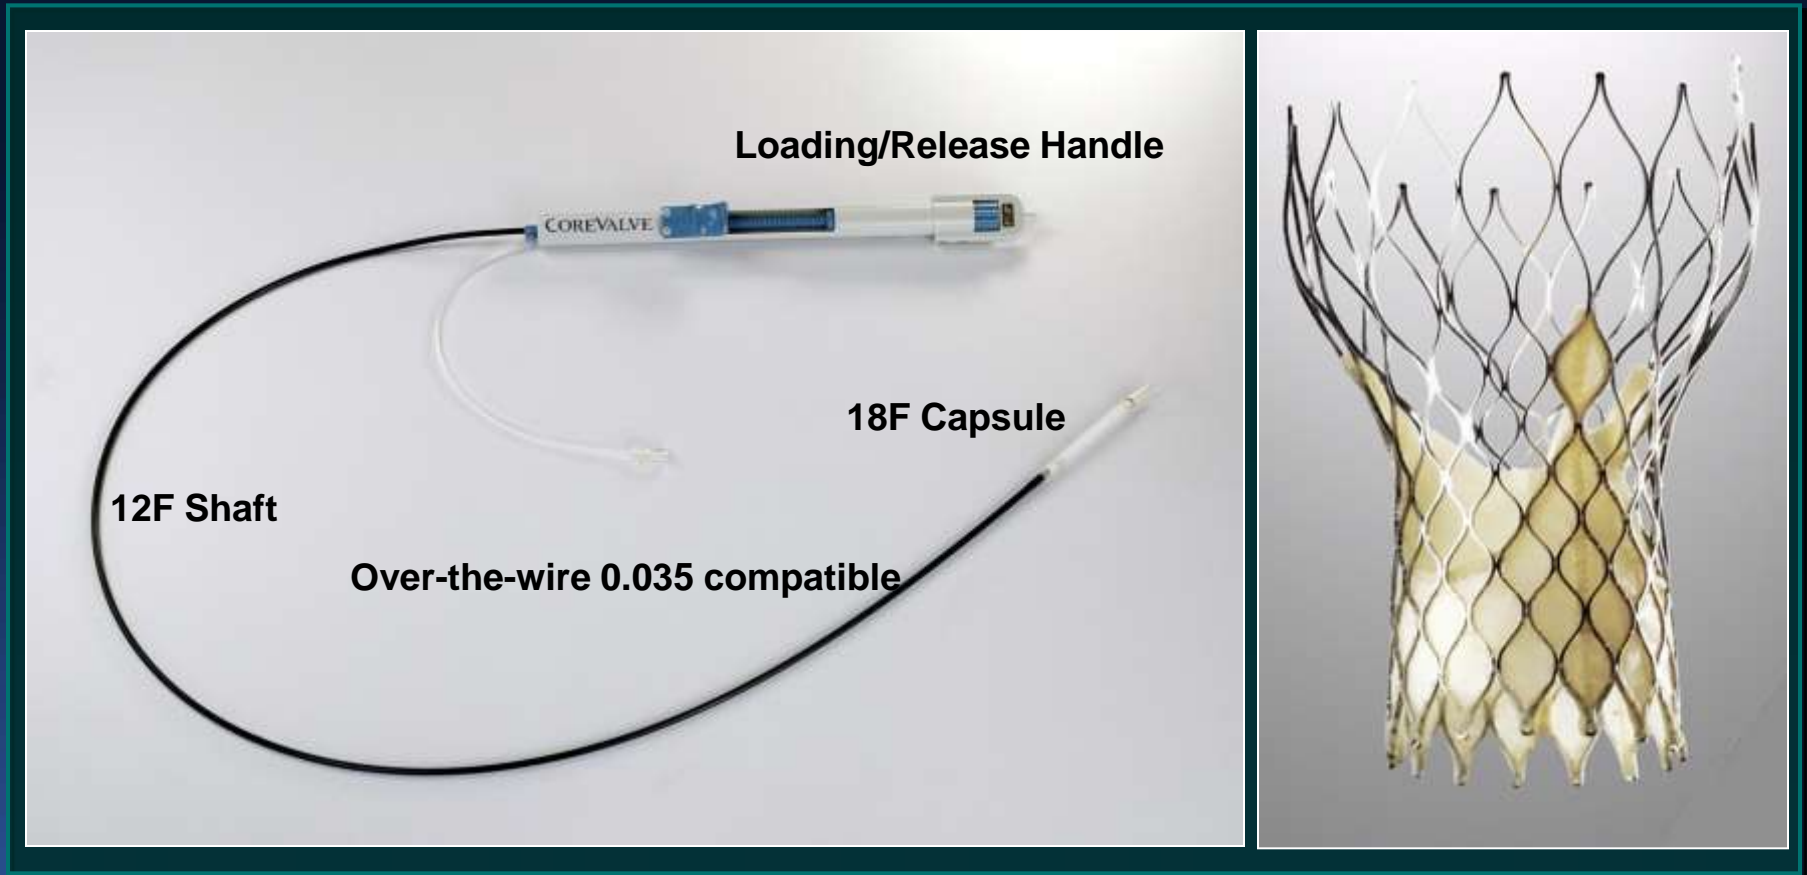 Loading/Release Handle
COREVALVE
18F Capsule
12F Shaft
Over-the-wire 0.035 compatible